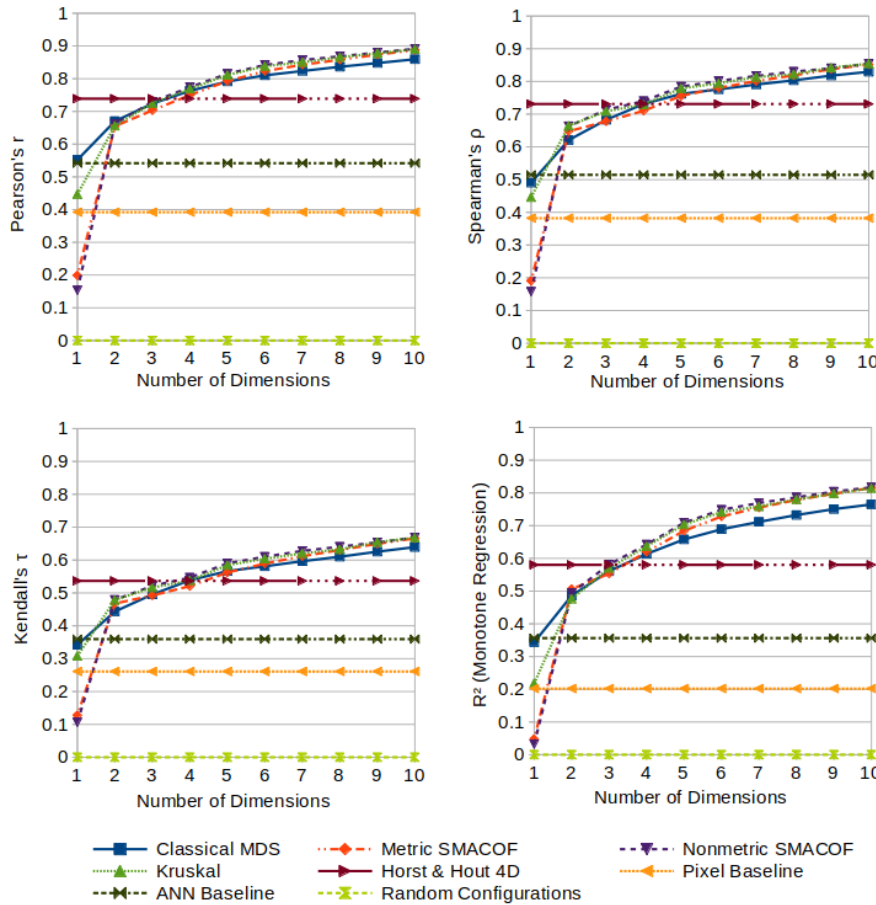 1
0.9
0.8
0.7
0.6
0.5
0.4
0.3
0.2
0.1
0
Pearson's r
1 2 3 4 5 6 7 8 9 10
Number of Dimensions
1
0.9
0.8
0.7
0.6
0.5
0.4
0.3
0.2
0.1
0
Spearman's ρ
1 2 3 4 5 6 7 8 9 10
Number of Dimensions
1
0.9
0.8
0.7
0.6
0.5
0.4
0.3
0.2
0.1
0
Kendall's τ
1 2 3 4 5 6 7 8 9 10
Number of Dimensions
1
0.9
0.8
0.7
0.6
0.5
0.4
0.3
0.2
0.1
0
R² (Monotone Regression)
1 2 3 4 5 6 7 8 9 10
Number of Dimensions
Classical MDS Metric SMACOF Nonmetric SMACOF
Kruskal Horst & Hout 4D Pixel Baseline
ANN Baseline Random Configurations